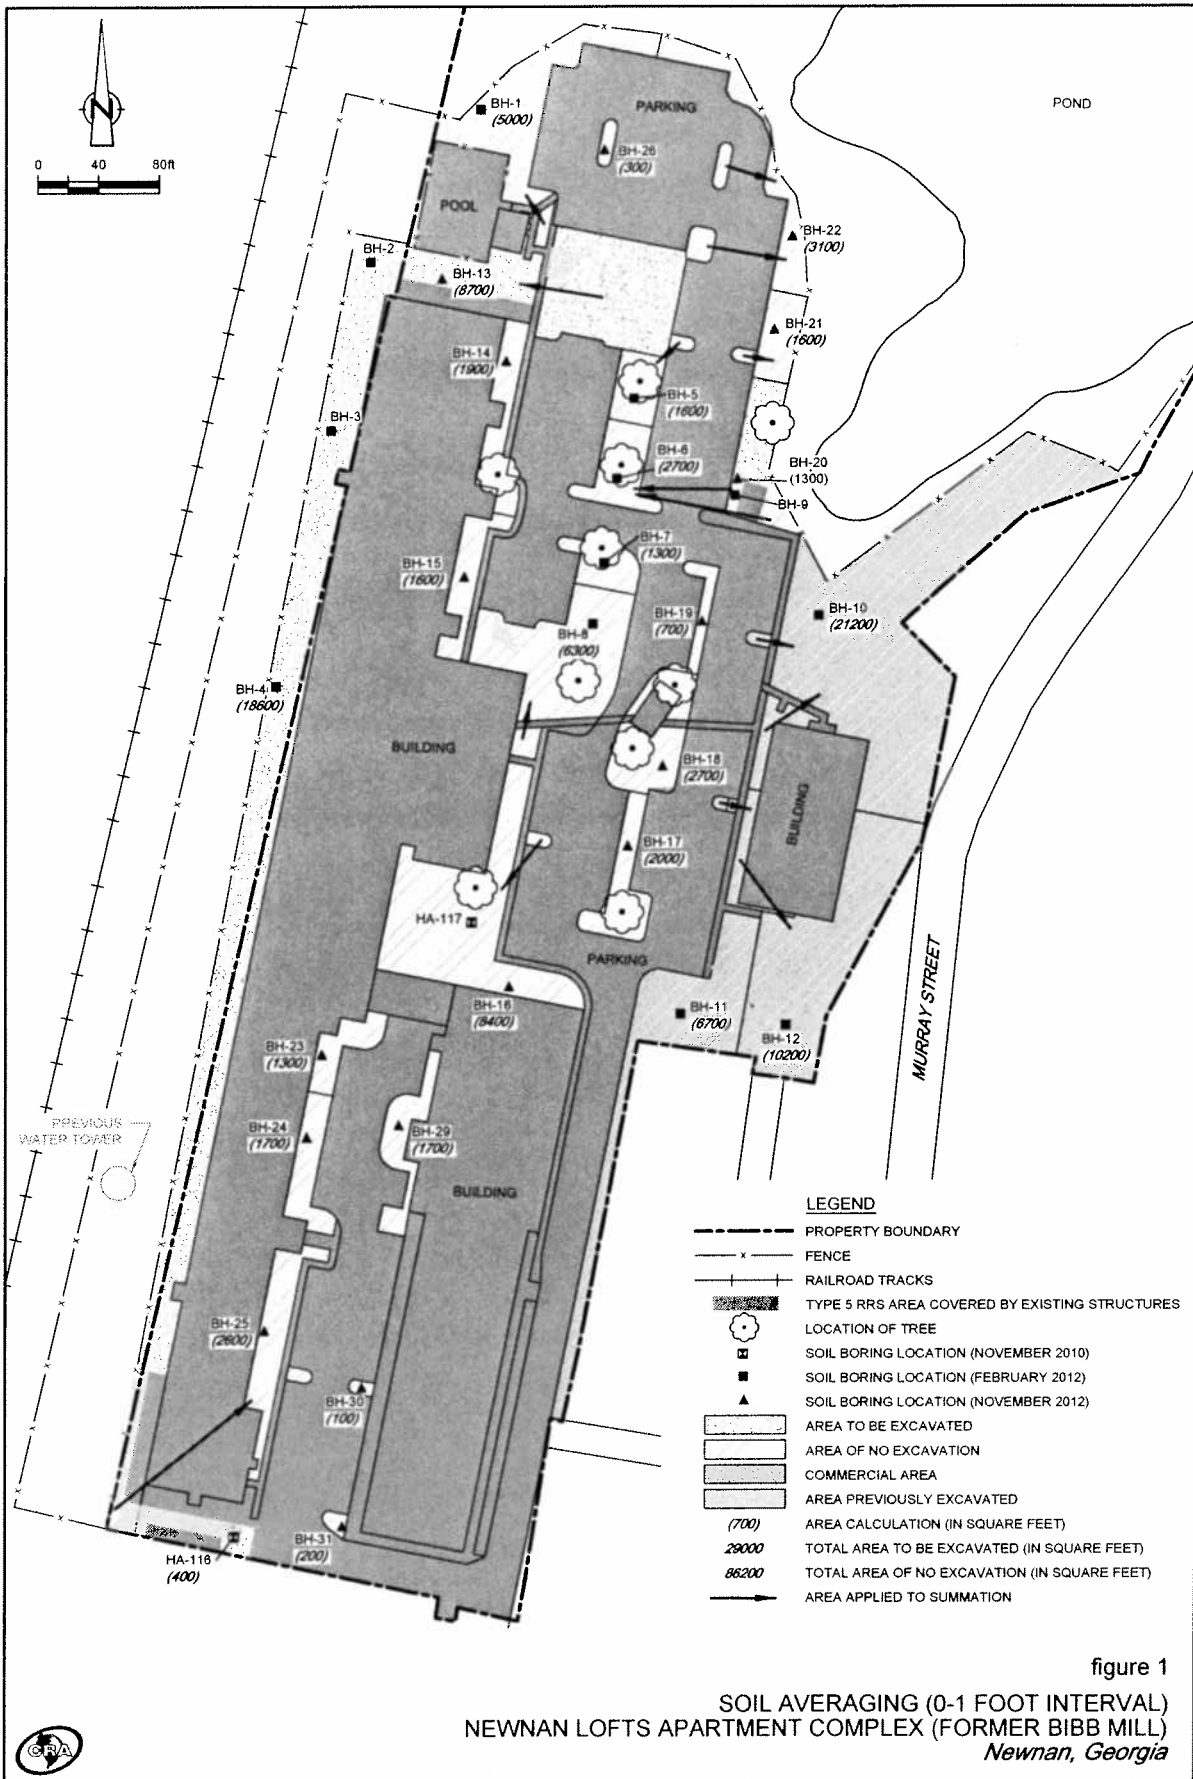 N
0 40 80ft
POND
PARKING
BH-1
(5000)
BH-26
(300)
POOL
BH-22
(3100)
BH-2
BH-13
(8700)
BH-21
(1600)
BH-14
(1900)
BH-5
(1600)
BH-3
BH-6
(2700)
BH-20
(1300)
BH-9
BH-7
(1300)
BH-15
(1600)
BH-10
(21200)
BH-19
(700)
BH-8
(6300)
BH-4
(18600)
BUILDING
BH-18
(2700)
BUILDING
BH-17
(2000)
HA-117
PARKING
MURRAY STREET
BH-16
(8400)
BH-11
(6700)
BH-12
(10200)
BH-23
(1300)
PREVIOUS
WATER TOWER
BH-24
(1700)
BH-29
(1700)
BUILDING
BH-25
(2600)
BH-30
(100)
BH-31
(200)
HA-116
(400)
LEGEND
PROPERTY BOUNDARY
FENCE
RAILROAD TRACKS
TYPE 5 RRS AREA COVERED BY EXISTING STRUCTURES
LOCATION OF TREE
SOIL BORING LOCATION (NOVEMBER 2010)
SOIL BORING LOCATION (FEBRUARY 2012)
SOIL BORING LOCATION (NOVEMBER 2012)
AREA TO BE EXCAVATED
AREA OF NO EXCAVATION
COMMERCIAL AREA
AREA PREVIOUSLY EXCAVATED
(700) AREA CALCULATION (IN SQUARE FEET)
29000 TOTAL AREA TO BE EXCAVATED (IN SQUARE FEET)
86200 TOTAL AREA OF NO EXCAVATION (IN SQUARE FEET)
AREA APPLIED TO SUMMATION
figure 1
SOIL AVERAGING (0-1 FOOT INTERVAL)
NEWNAN LOFTS APARTMENT COMPLEX (FORMER BIBB MILL)
Newnan, Georgia
CRA